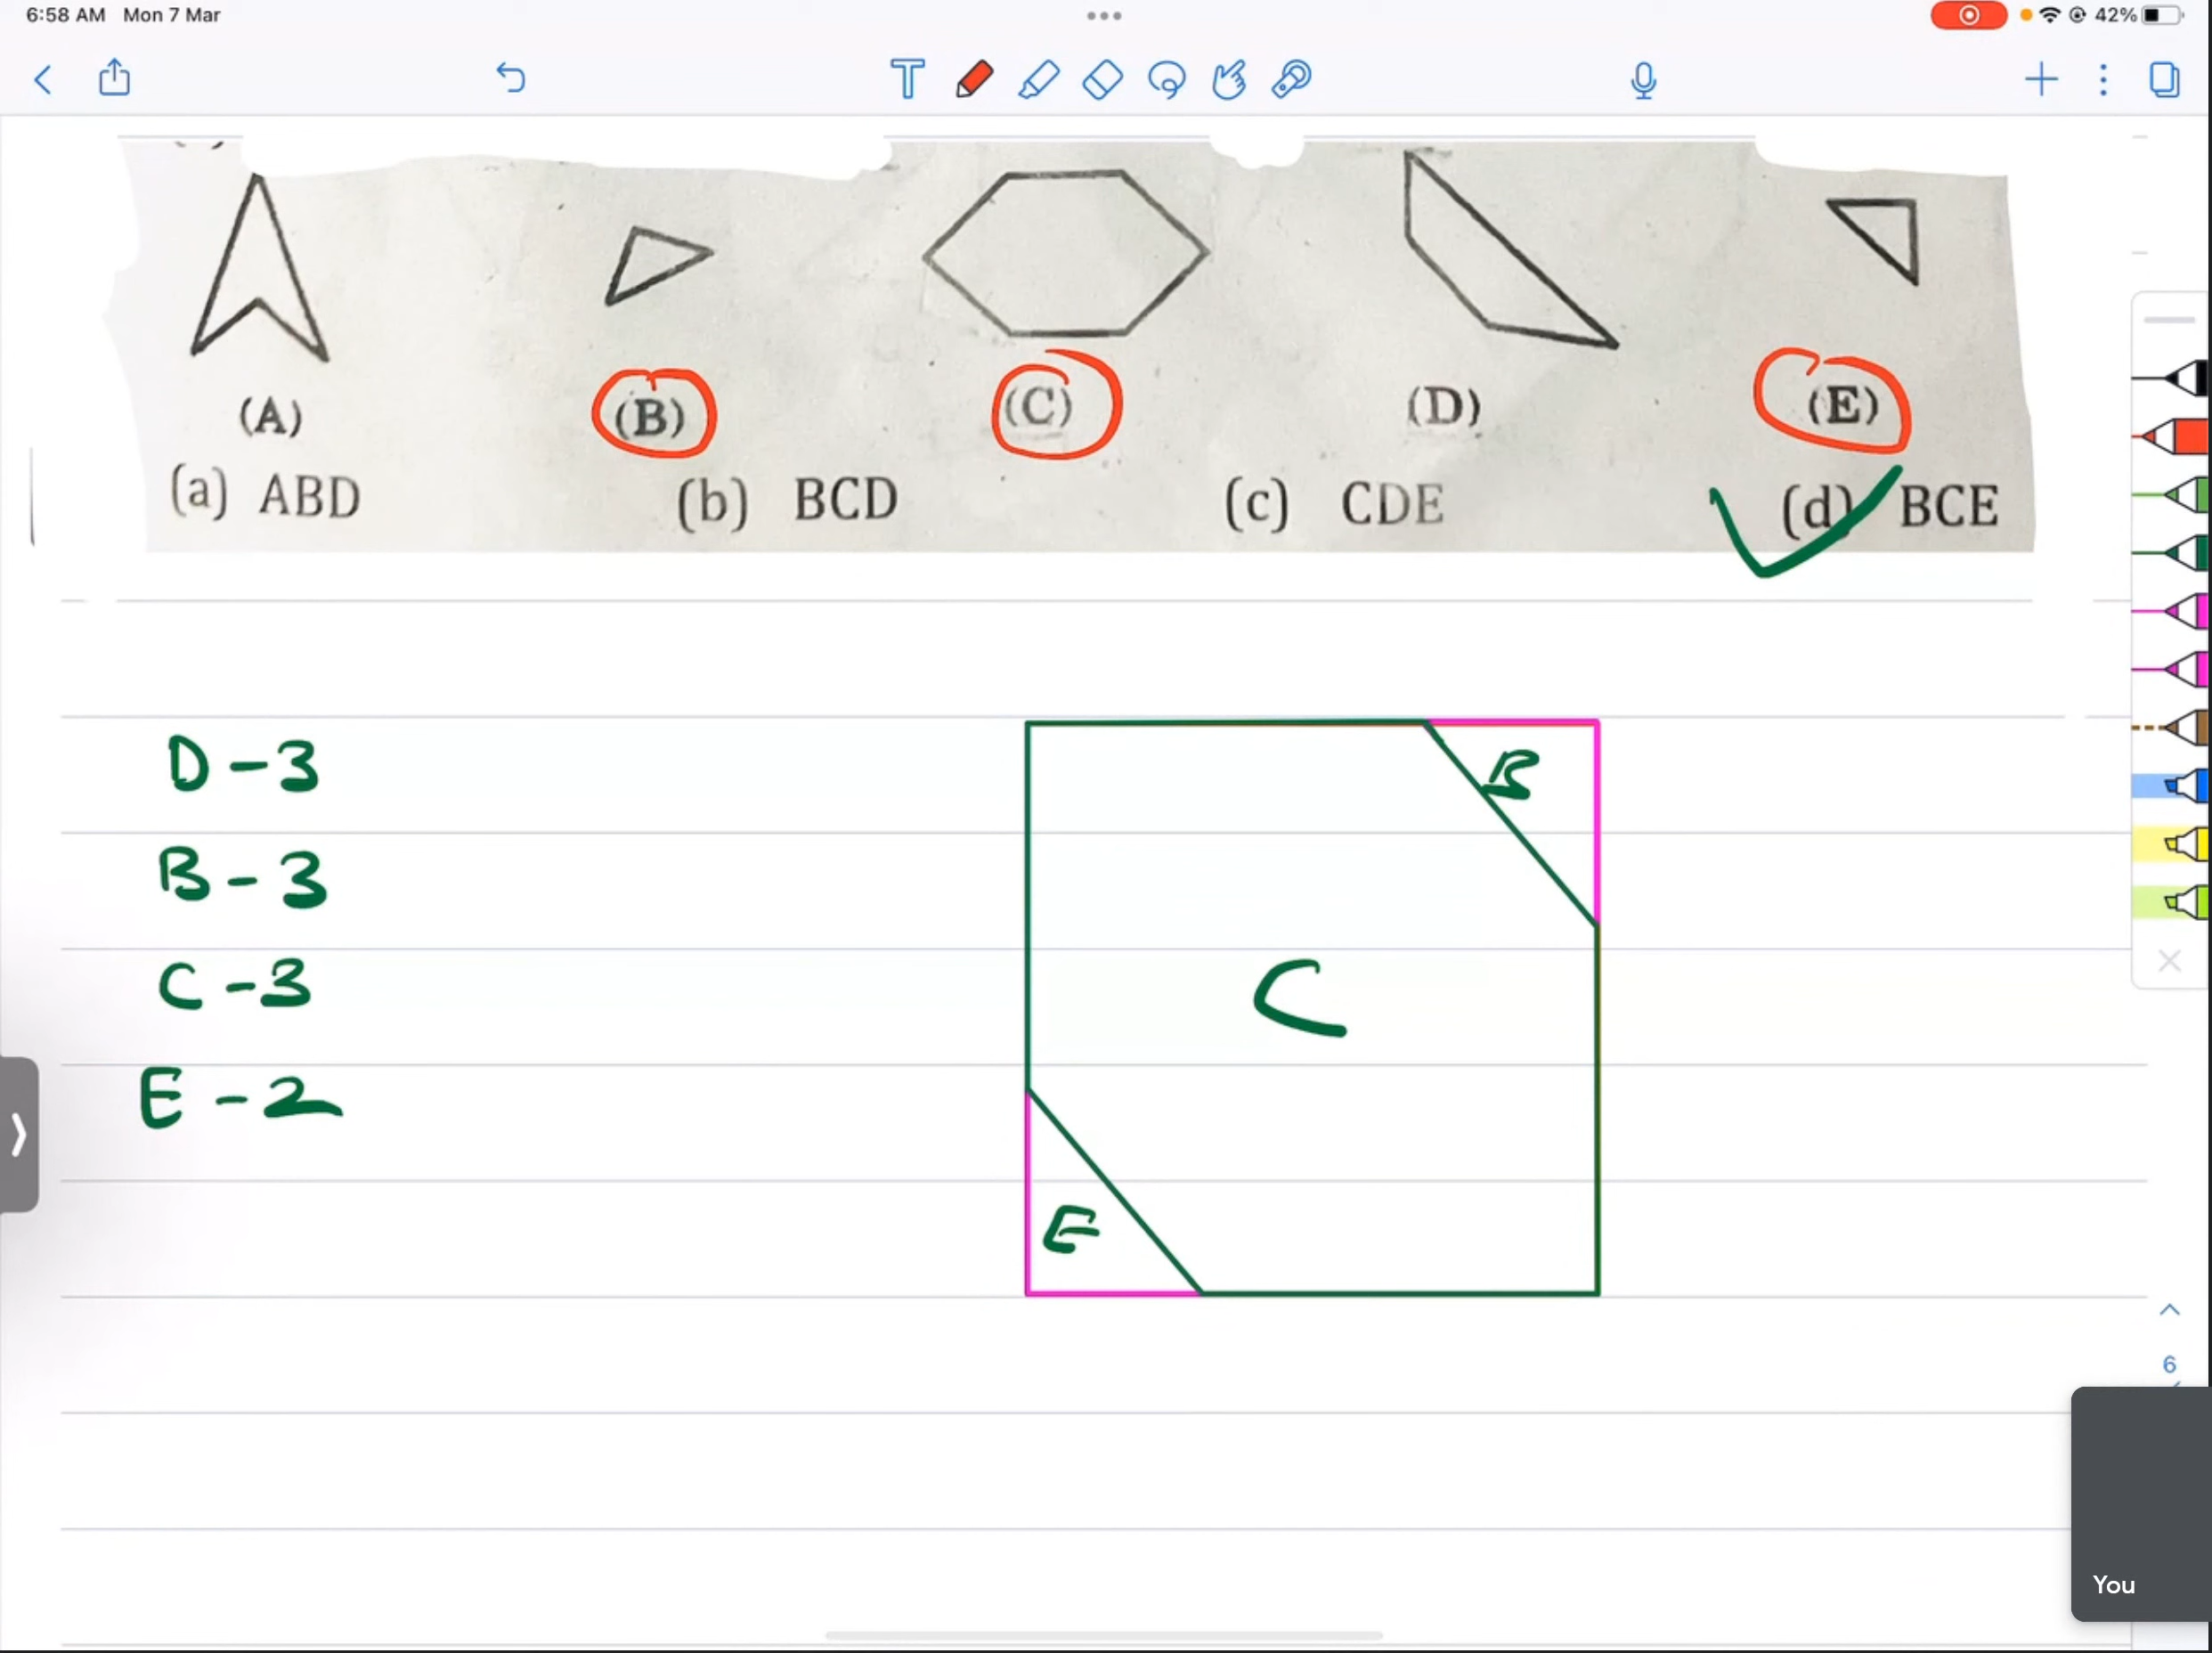 6:58 AM Mon 7 Mar
42%
(A) (B) (C) (D) (E)
(a) ABD (b) BCD (c) CDE (d) BCE
D - 3
B - 3
C - 3
E - 2
B
C
E
6
You